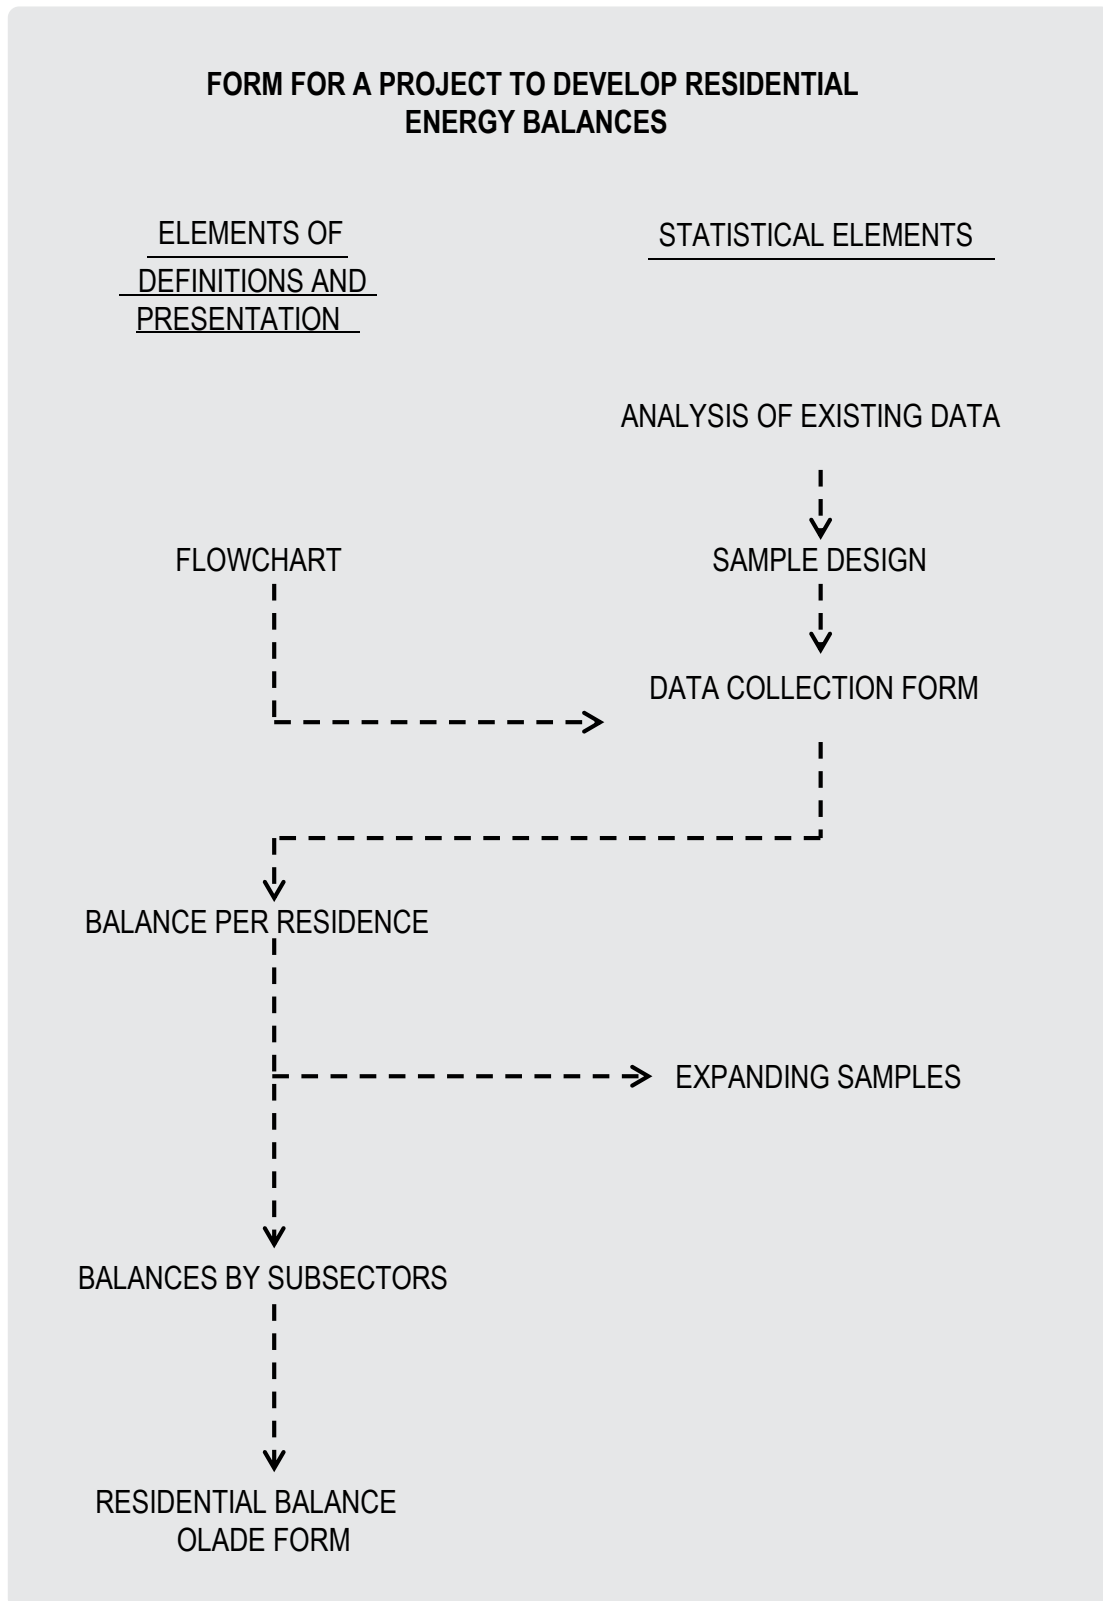 FORM FOR A PROJECT TO DEVELOP RESIDENTIAL
ENERGY BALANCES
ELEMENTS OF
DEFINITIONS AND
PRESENTATION
STATISTICAL ELEMENTS
ANALYSIS OF EXISTING DATA
FLOWCHART
SAMPLE DESIGN
DATA COLLECTION FORM
BALANCE PER RESIDENCE
EXPANDING SAMPLES
BALANCES BY SUBSECTORS
RESIDENTIAL BALANCE
OLADE FORM